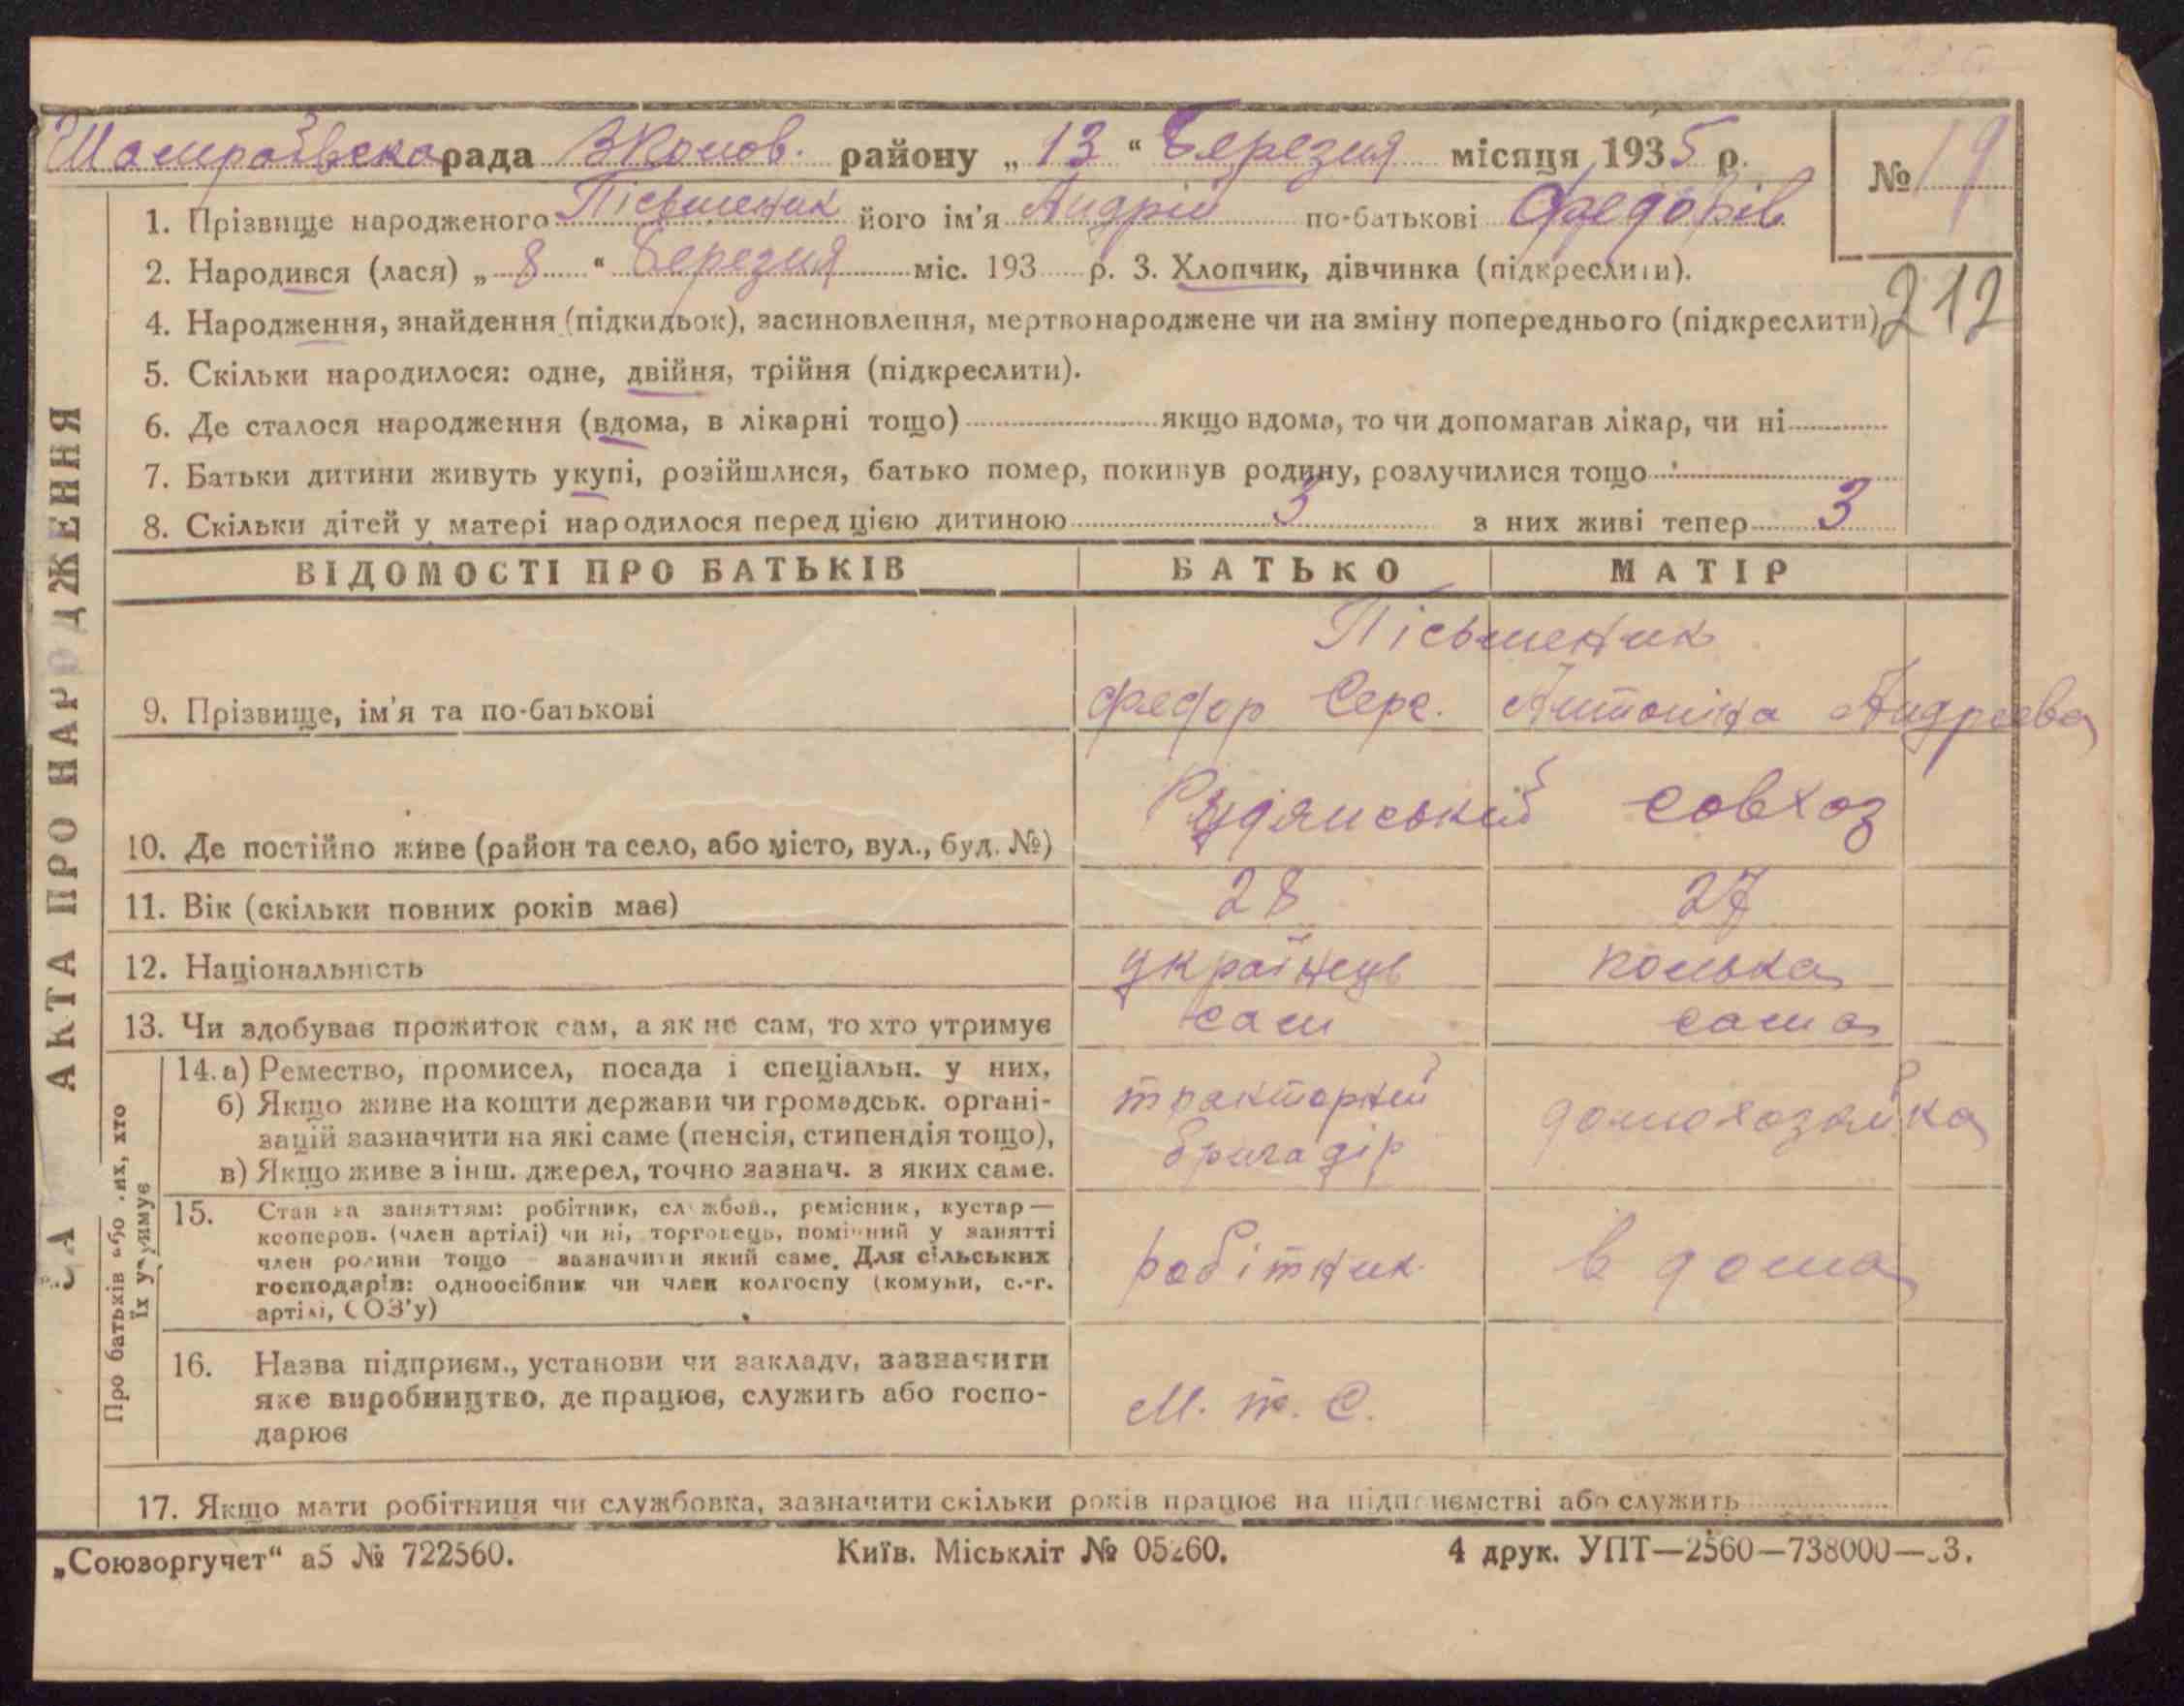 Шамраївська рада ВКонов. району „13“ Березня місяця 1935 р.
№ 19
1. Прізвище народженого Пісьменик його ім'я Андрій по-батькові Федорів
2. Народився (лася) „8“ Березня міс. 193 р. 3. Хлопчик, дівчинка (підкреслити).
212
4. Народження, знайдення (підкидьок), засиновлення, мертвонароджене чи на зміну попереднього (підкреслити)
5. Скільки народилося: одне, двійня, трійня (підкреслити).
6. Де сталося народження (вдома, в лікарні тощо) якщо вдома, то чи допомагав лікар, чи ні
7. Батьки дитини живуть укупі, розійшлися, батько помер, покинув родину, розлучилися тощо
8. Скільки дітей у матері народилося перед цією дитиною 3 з них живі тепер 3
ВІДОМОСТІ ПРО БАТЬКІВ БАТЬКО МАТІР
Пісьменик
9. Прізвище, ім'я та по-батькові Федор Серг. Антоніна Андреева
10. Де постійно живе (район та село, або місто, вул., буд. №) Рудянський совхоз
11. Вік (скільки повних років має) 28 27
12. Національність українець полька
13. Чи здобуває прожиток сам, а як не сам, то хто утримує сам сама
14. а) Ремество, промисел, посада і спеціальн. у них,
б) Якщо живе на кошти держави чи громадськ. органі-
зацій зазначити на які саме (пенсія, стипендія тощо),
в) Якщо живе з інш. джерел, точно зазнач. з яких саме.
тракторний
бригадір
домохозяйка
15. Стан за заняттям: робітник, службов., ремісник, кустар —
кооперов. (член артілі) чи ні, торговець, помічний у занятті
член родини тощо – зазначити який саме. Для сільських
господарів: одноосібник чи член колгоспу (комуни, с.-г.
артілі, СОЗ'у)
робітник в дома
16. Назва підприєм., установи чи закладу, зазначити
яке виробництво, де працює, служить або госпо-
дарює
М. т. С.
17. Якщо мати робітниця чи службовка, зазначити скільки років працює на підприємстві або служить
АКТА ПРО НАРОДЖЕННЯ
Про батьків або них, хто
їх утримує
„Союзоргучет“ а5 № 722560. Київ. Міськліт № 05260. 4 друк. УПТ—2560—738000—